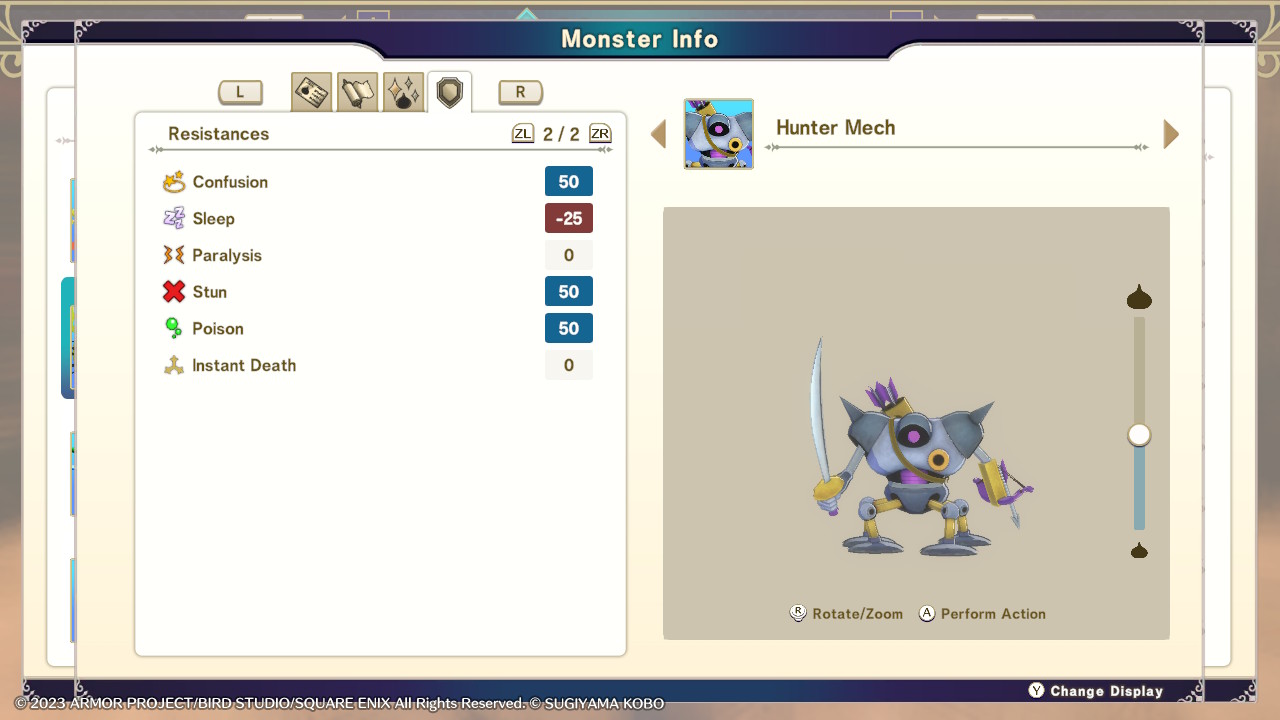 Monster Info
L
R
Resistances
ZL 2 / 2 ZR
Hunter Mech
Confusion 50
Sleep -25
Paralysis 0
Stun 50
Poison 50
Instant Death 0
R Rotate/Zoom A Perform Action
Y Change Display
© 2023 ARMOR PROJECT/BIRD STUDIO/SQUARE ENIX All Rights Reserved. © SUGIYAMA KOBO